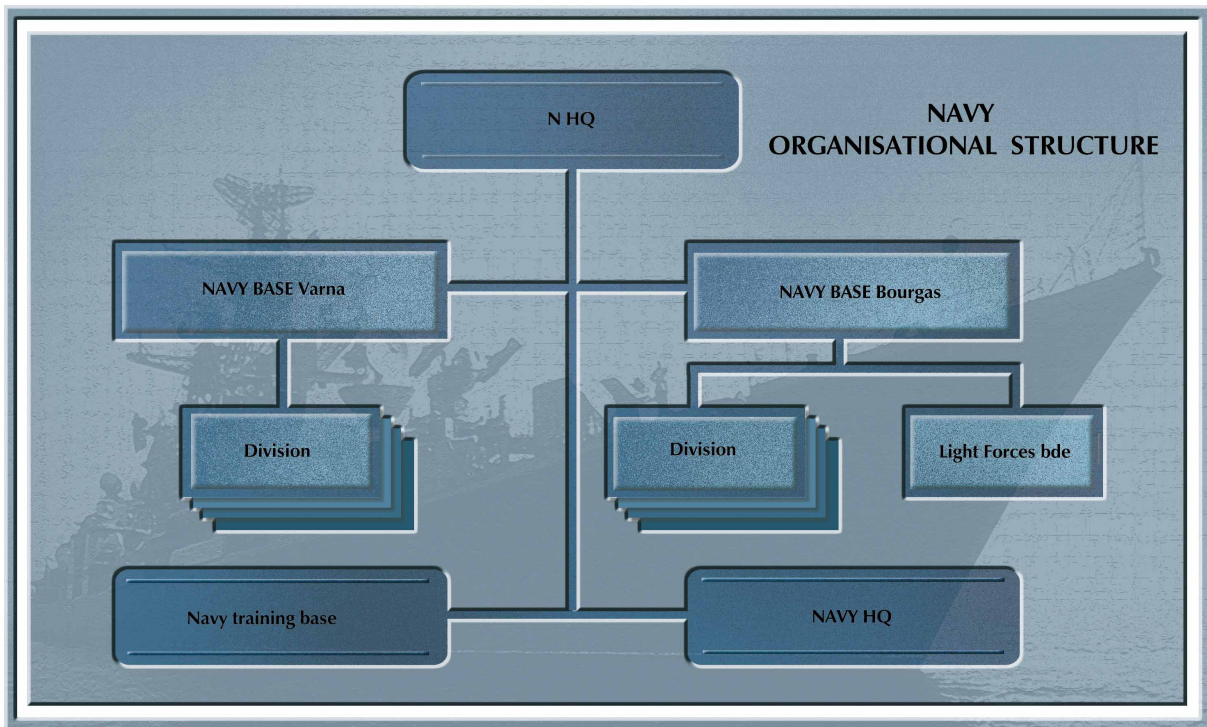 N HQ
NAVY
ORGANISATIONAL STRUCTURE
NAVY BASE Varna
NAVY BASE Bourgas
Division
Division
Light Forces bde
Navy training base
NAVY HQ